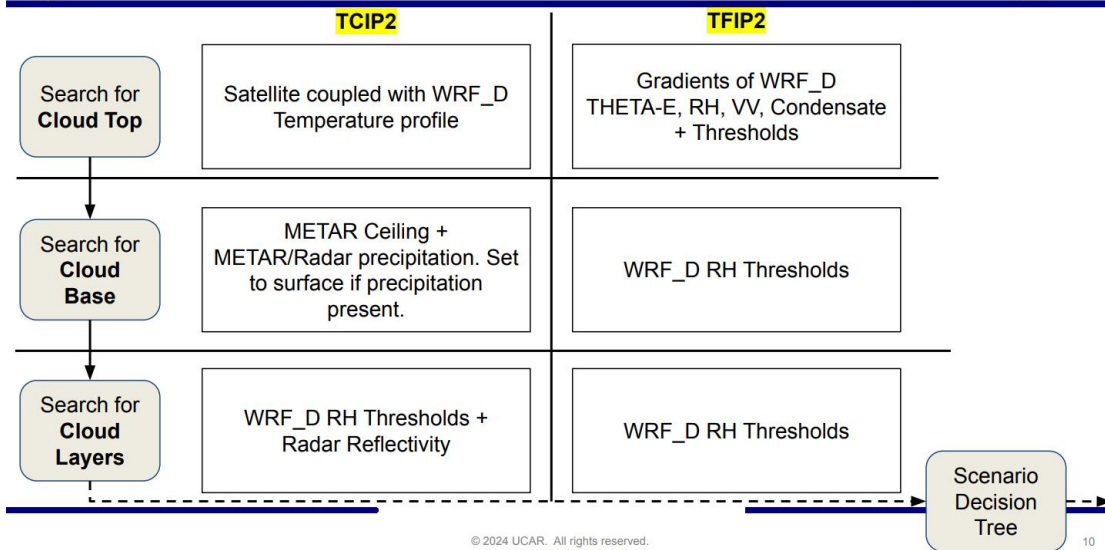 TCIP2
TFIP2
Search for
Cloud Top
Satellite coupled with WRF_D
Temperature profile
Gradients of WRF_D
THETA-E, RH, VV, Condensate
+ Thresholds
Search for
Cloud
Base
METAR Ceiling +
METAR/Radar precipitation. Set
to surface if precipitation
present.
WRF_D RH Thresholds
Search for
Cloud
Layers
WRF_D RH Thresholds +
Radar Reflectivity
WRF_D RH Thresholds
Scenario
Decision
Tree
© 2024 UCAR. All rights reserved.
10